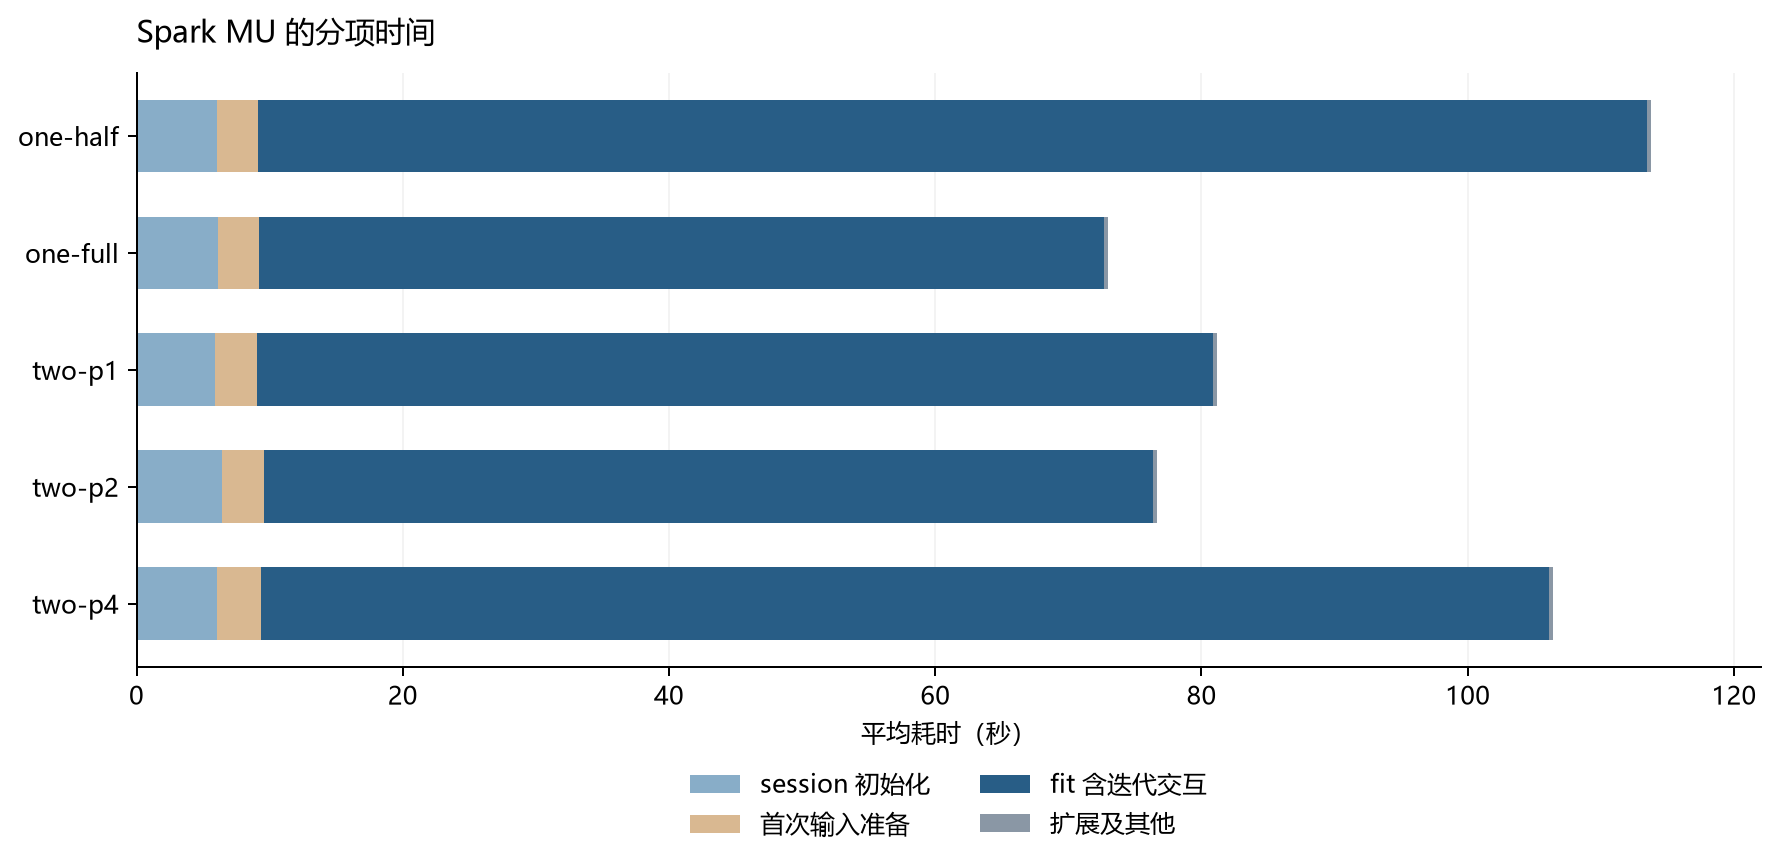 Spark MU 的分项时间
one-half
one-full
two-p1
two-p2
two-p4
0 20 40 60 80 100 120
平均耗时（秒）
session 初始化 fit 含迭代交互
首次输入准备 扩展及其他